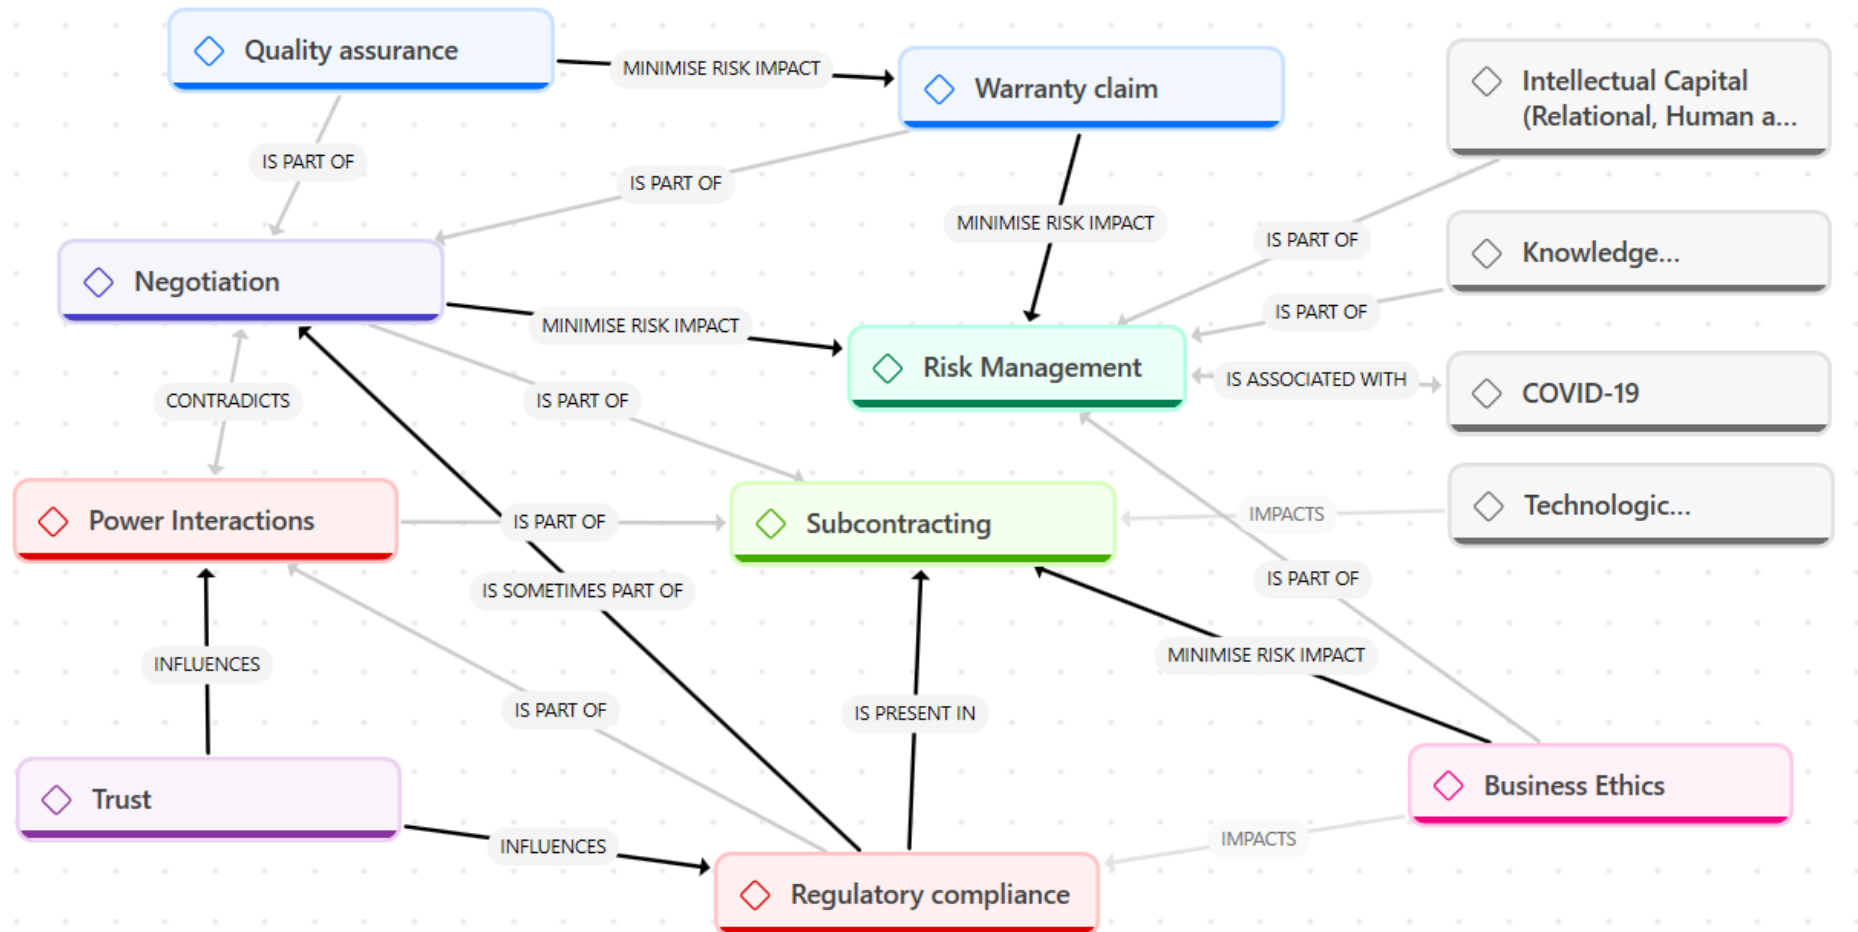 Quality assurance
MINIMISE RISK IMPACT
Warranty claim
Intellectual Capital
(Relational, Human a...
IS PART OF
IS PART OF
MINIMISE RISK IMPACT
IS PART OF
Knowledge...
Negotiation
MINIMISE RISK IMPACT
IS PART OF
Risk Management
IS ASSOCIATED WITH
COVID-19
CONTRADICTS
IS PART OF
Power Interactions
IS PART OF
Subcontracting
IMPACTS
Technologic...
IS SOMETIMES PART OF
IS PART OF
INFLUENCES
MINIMISE RISK IMPACT
IS PART OF
IS PRESENT IN
Trust
Business Ethics
INFLUENCES
IMPACTS
Regulatory compliance